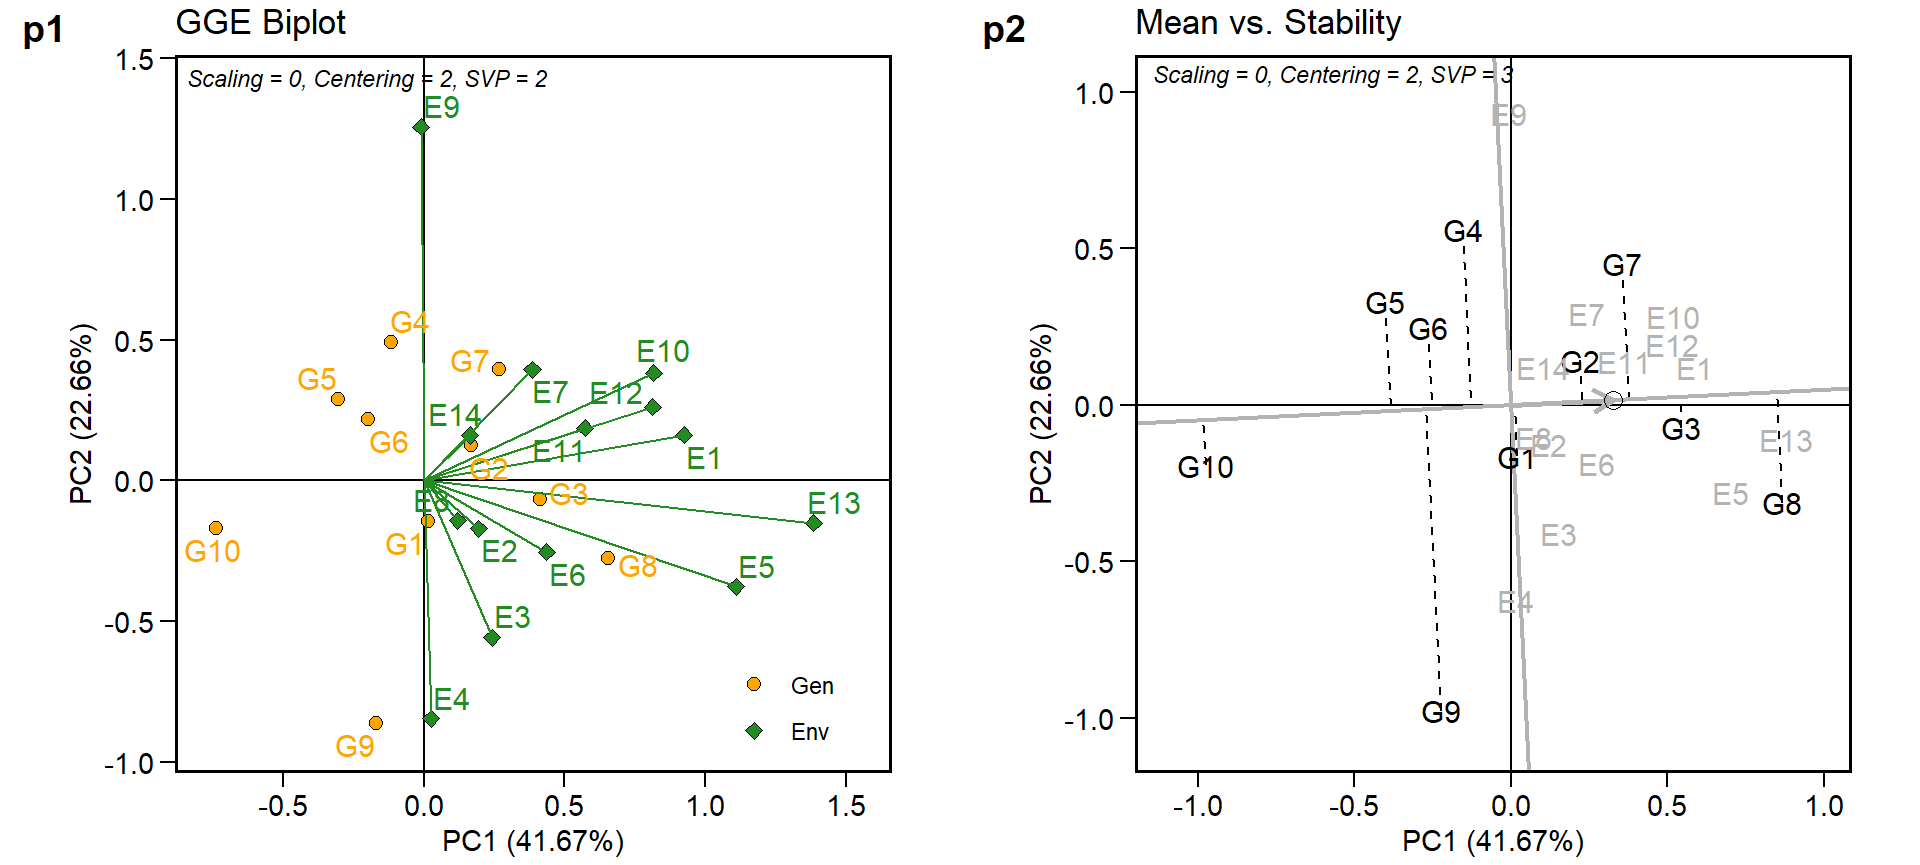 p1
GGE Biplot
Scaling = 0, Centering = 2, SVP = 2
1.5
1.0
0.5
0.0
-0.5
-1.0
PC2 (22.66%)
E9
G4
G7
E10
G5
E7
E12
E14
G6
G2
E11
E1
E8
G3
E13
G10
G1
E2
E6
G8
E5
E3
E4
G9
Gen
Env
-0.5
0.0
0.5
1.0
1.5
PC1 (41.67%)
p2
Mean vs. Stability
Scaling = 0, Centering = 2, SVP = 3
1.0
0.5
0.0
-0.5
-1.0
PC2 (22.66%)
E9
G4
G7
G5
G6
E7
E10
E12
E14
G2
E11
E1
G3
E8
E2
E13
G1
E6
G10
E5
G8
E3
E4
G9
-1.0
-0.5
0.0
0.5
1.0
PC1 (41.67%)